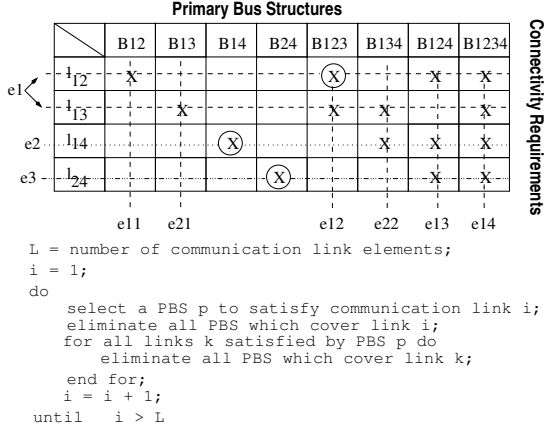 Primary Bus Structures
B12 B13 B14 B24 B123 B134 B124 B1234
l12 X X X X
l13 X X X X
l14 X X X X
l24 X X X
e1
e2
e3
e11 e21 e12 e22 e13 e14
Connectivity Requirements
L = number of communication link elements;
i = 1;
do
select a PBS p to satisfy communication link i;
eliminate all PBS which cover link i;
for all links k satisfied by PBS p do
eliminate all PBS which cover link k;
end for;
i = i + 1;
until i > L